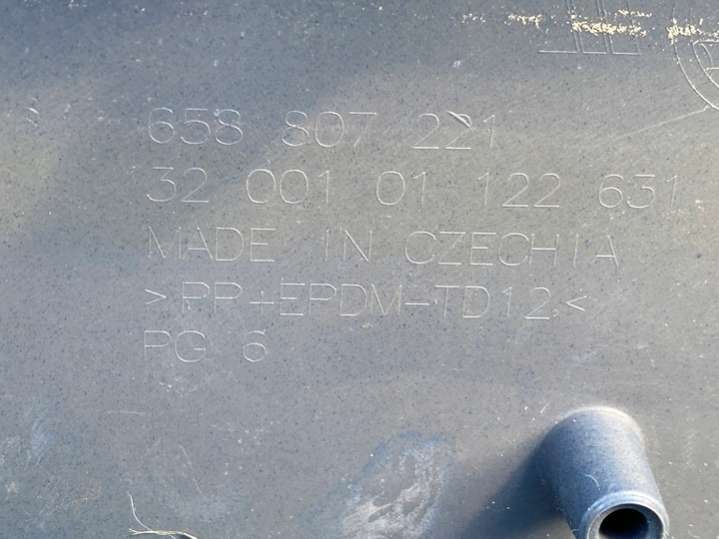 658 807 221
32 001 01 122 631
MADE IN CZECHIA
>PP+EPDM-TD12<
PG 6